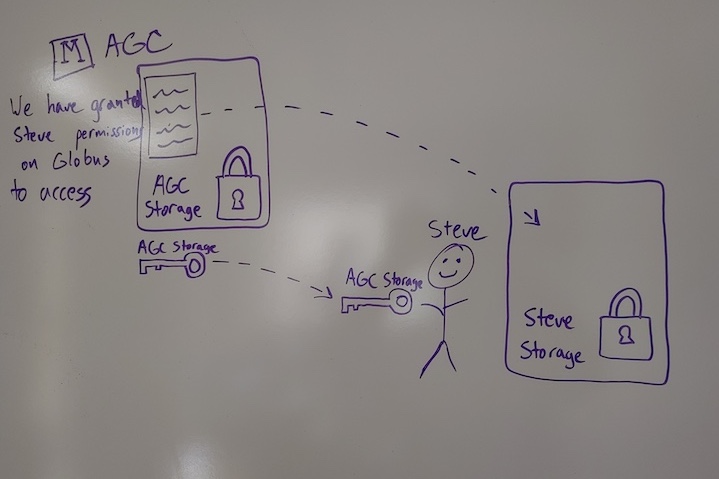 M AGC
We have granted
Steve permissions
on Globus
to access
AGC
Storage
AGC Storage
AGC Storage
Steve
Steve
Storage